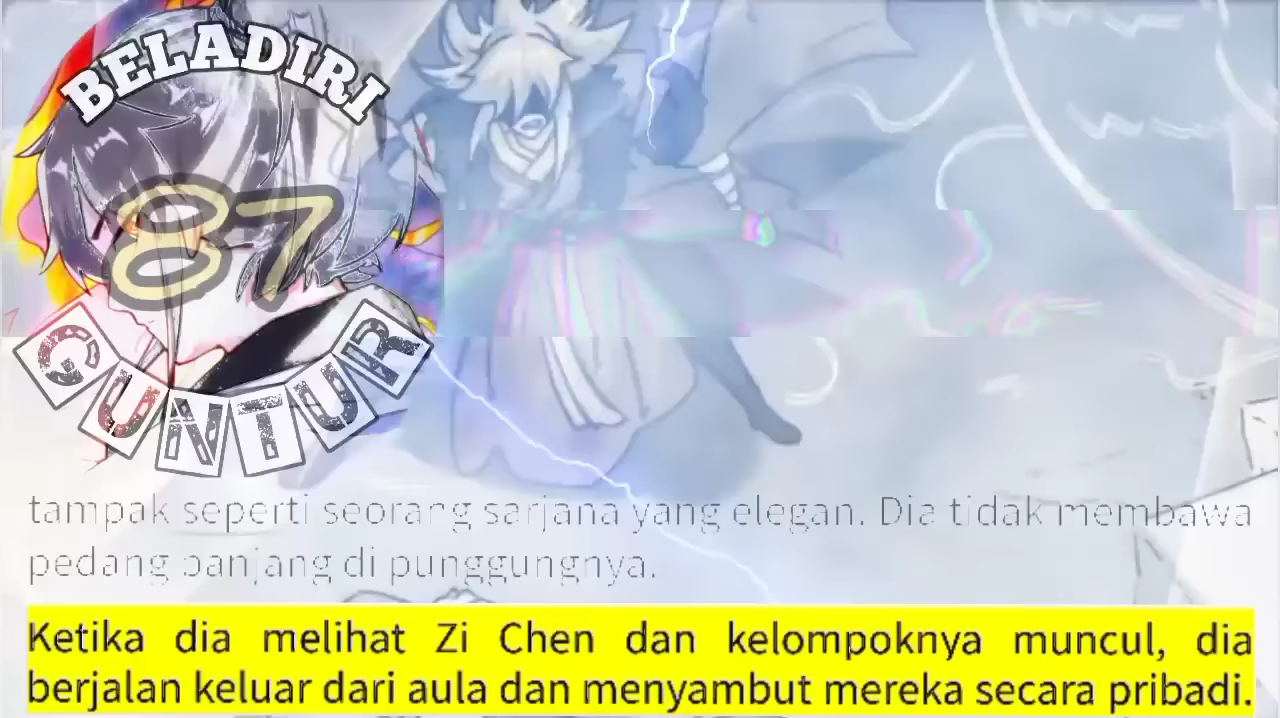 BELADIRI
87
GUNTUR
tampak seperti seorang sarjana yang elegan. Dia tidak membawa
pedang panjang di punggungnya.
Ketika dia melihat Zi Chen dan kelompoknya muncul, dia
berjalan keluar dari aula dan menyambut mereka secara pribadi.